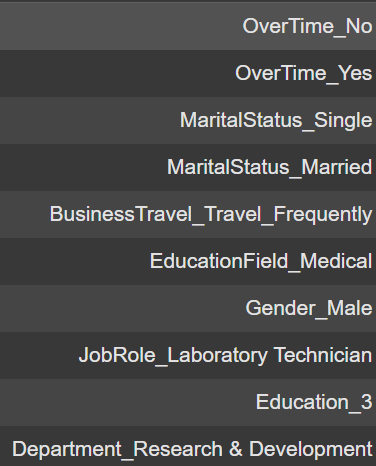 OverTime_No
OverTime_Yes
MaritalStatus_Single
MaritalStatus_Married
BusinessTravel_Travel_Frequently
EducationField_Medical
Gender_Male
JobRole_Laboratory Technician
Education_3
Department_Research & Development